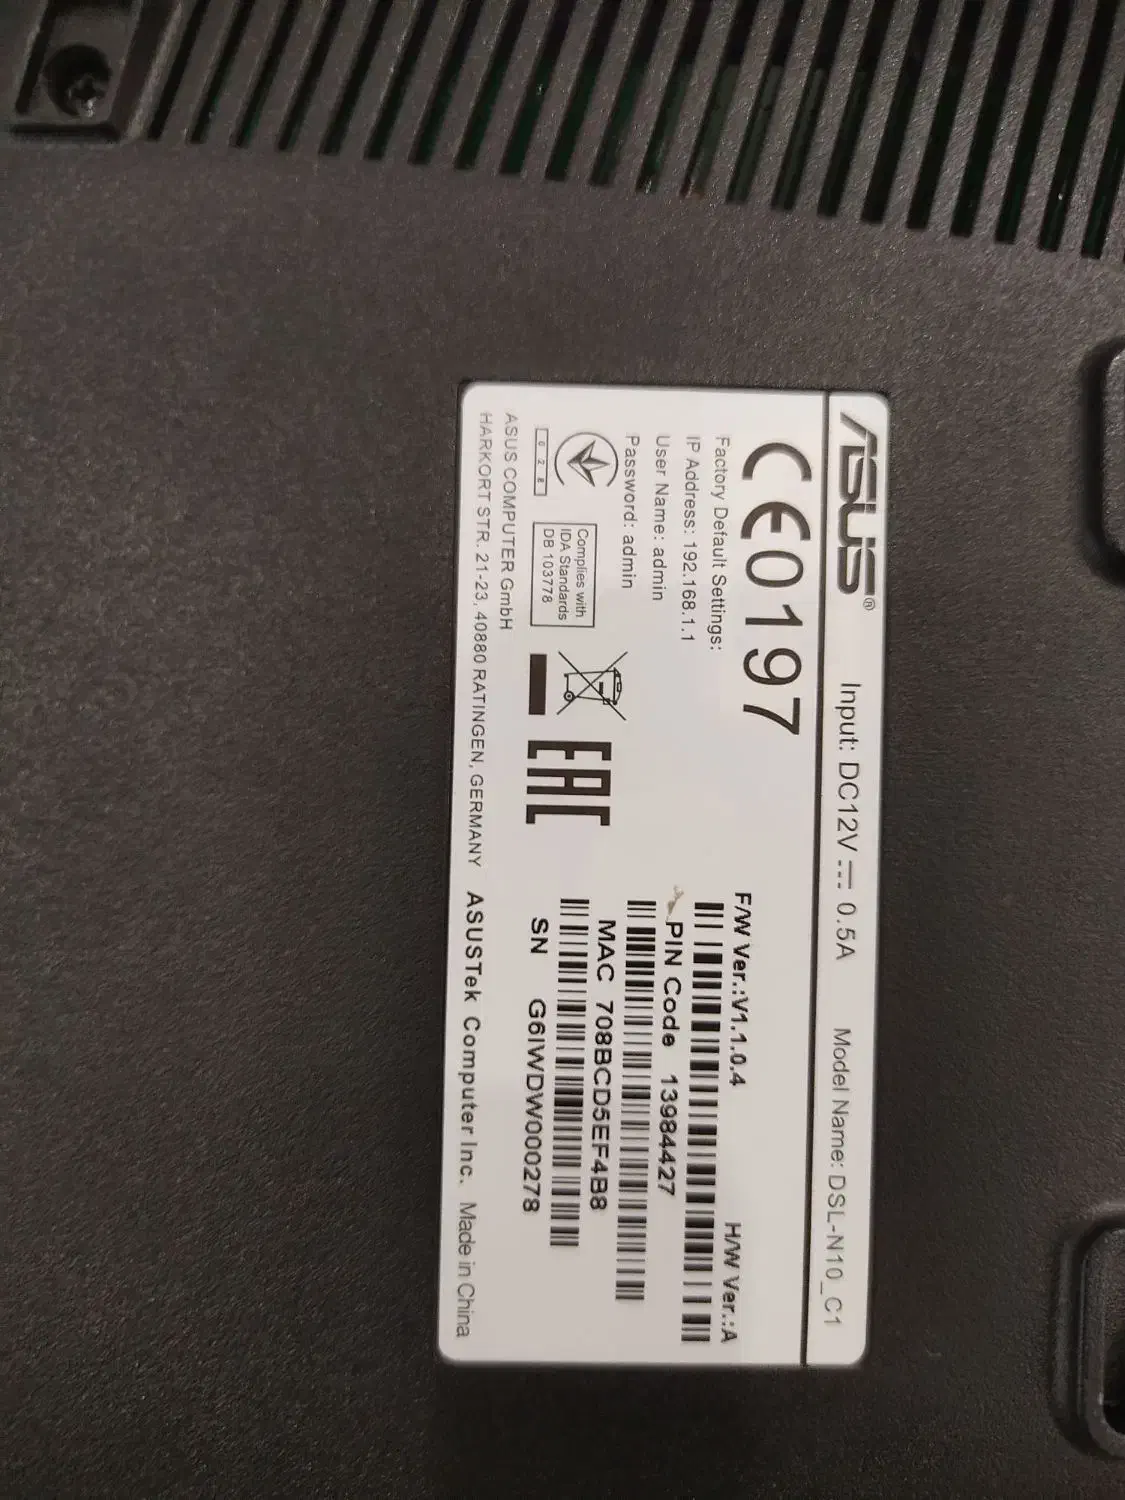 ASUS® Input: DC12V 0.5A Model Name: DSL-N10_C1
CE0197
Factory Default Settings:
IP Address: 192.168.1.1
User Name: admin
Password: admin
F/W Ver.:V1.1.0.4 H/W Ver.:A
PIN Code 13984427
MAC 708BCD5EF4B8
SN G6IWDW000278
028
Complies with
IDA Standards
DB 103778
EAC
ASUS COMPUTER GmbH
HARKORT STR. 21-23, 40880 RATINGEN, GERMANY ASUSTek Computer Inc. Made in China